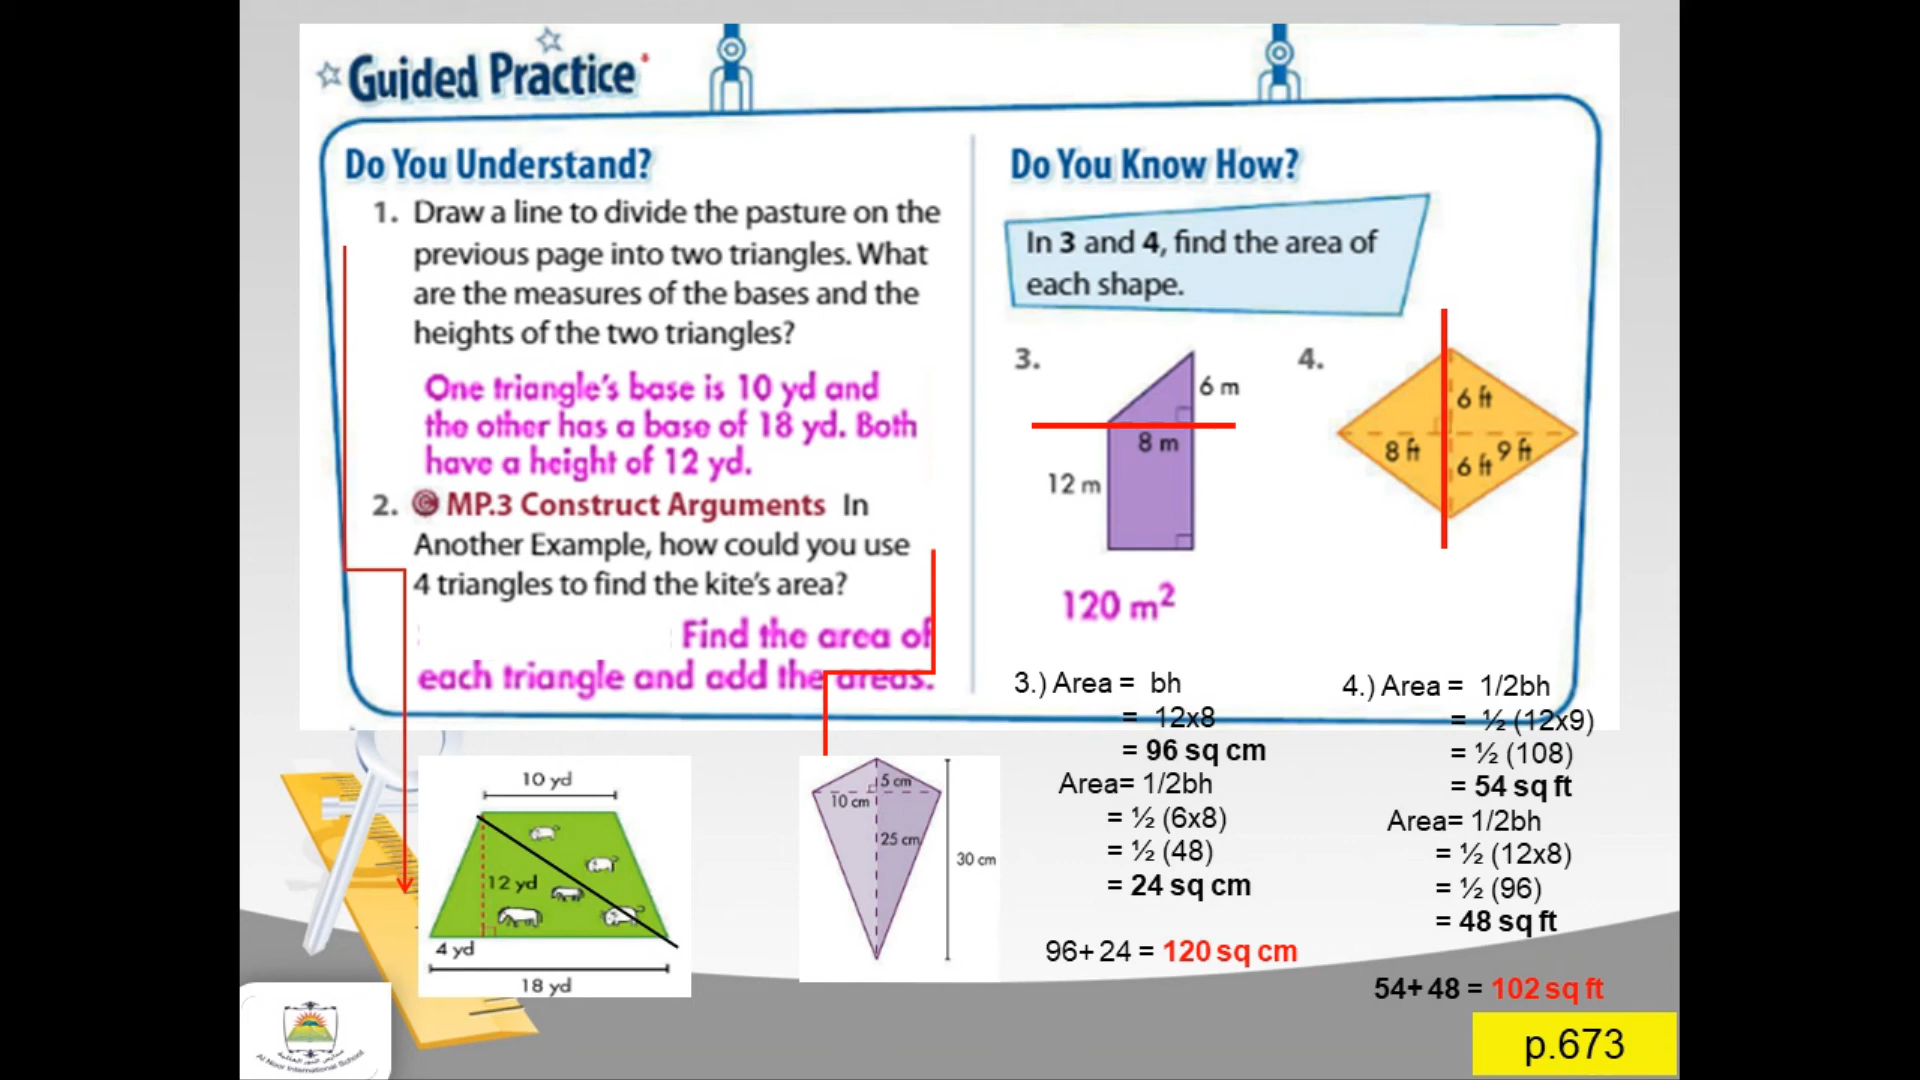 Guided Practice
Do You Understand?
1. Draw a line to divide the pasture on the
previous page into two triangles. What
are the measures of the bases and the
heights of the two triangles?
One triangle's base is 10 yd and
the other has a base of 18 yd. Both
have a height of 12 yd.
2. MP.3 Construct Arguments In
Another Example, how could you use
4 triangles to find the kite's area?
Find the area of
each triangle and add the areas.
Do You Know How?
In 3 and 4, find the area of
each shape.
3.
6 m
8 m
12 m
120 m²
4.
6 ft
8 ft
6 ft
9 ft
3.) Area = bh
= 12x8
= 96 sq cm
Area= 1/2bh
= ½ (6x8)
= ½ (48)
= 24 sq cm
96+ 24 = 120 sq cm
4.) Area = 1/2bh
= ½ (12x9)
= ½ (108)
= 54 sq ft
Area= 1/2bh
= ½ (12x8)
= ½ (96)
= 48 sq ft
54+ 48 = 102 sq ft
10 yd
12 yd
4 yd
18 yd
5 cm
10 cm
25 cm
30 cm
Al Noor International School
p.673